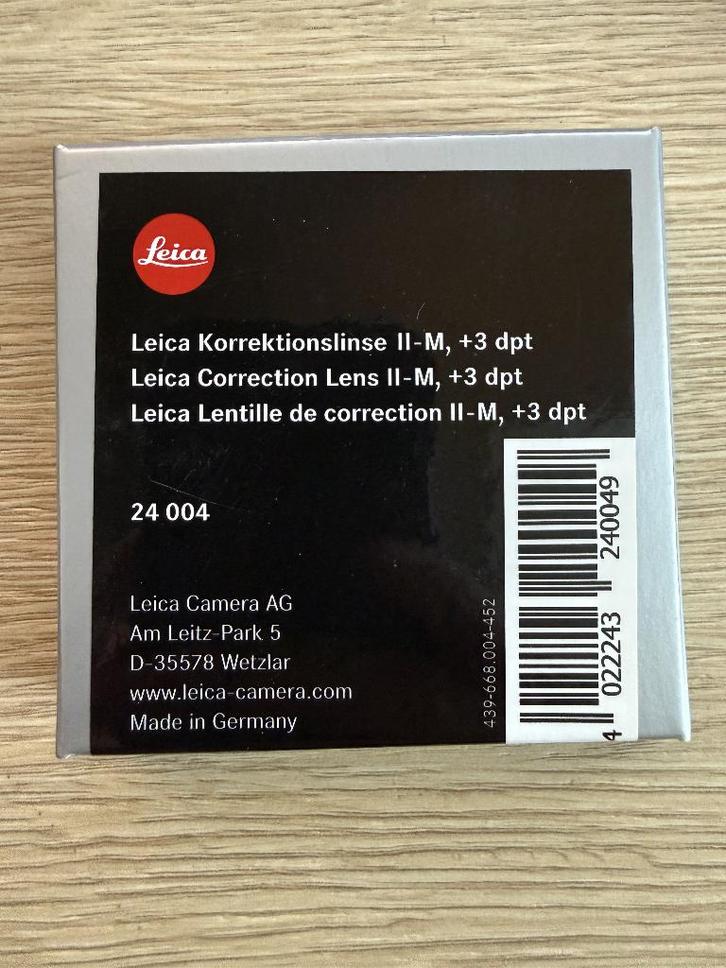 Leica
Leica Korrektionslinse II-M, +3 dpt
Leica Correction Lens II-M, +3 dpt
Leica Lentille de correction II-M, +3 dpt
24 004
Leica Camera AG
Am Leitz-Park 5
D-35578 Wetzlar
www.leica-camera.com
Made in Germany
439-668.004-452
4 022243 240049